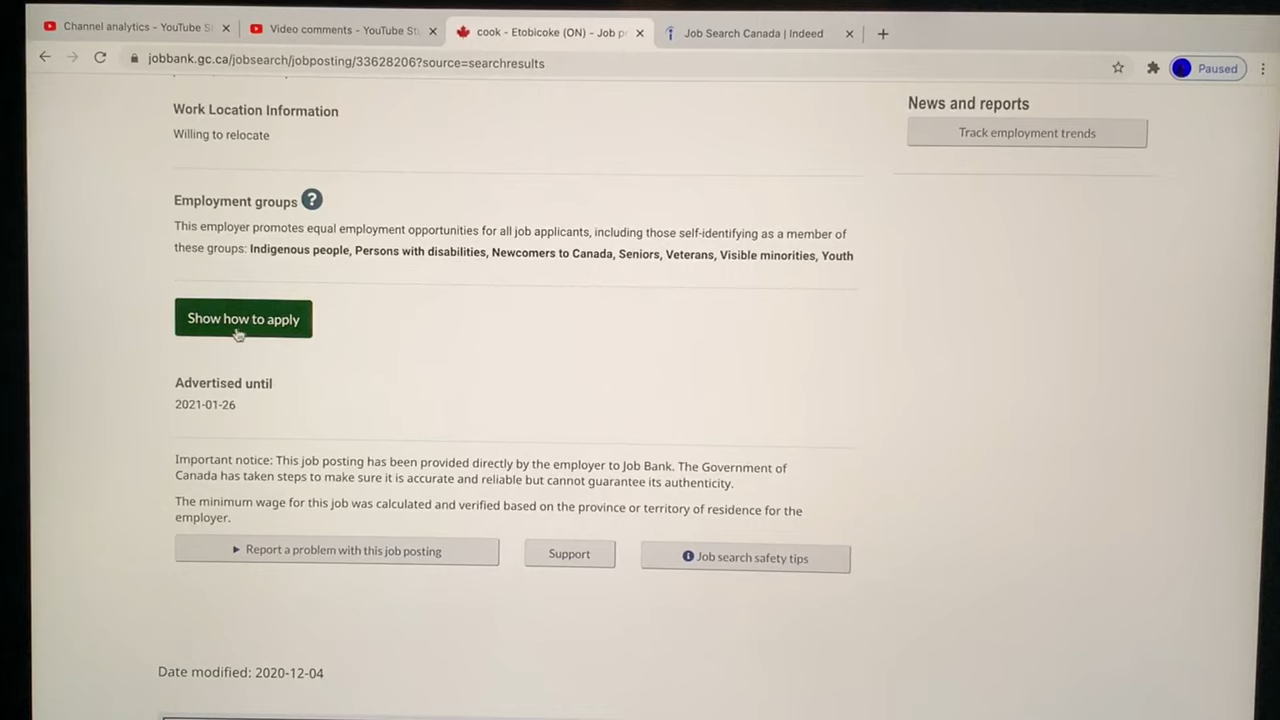 Channel analytics - YouTube S
Video comments - YouTube St
cook - Etobicoke (ON) - Job p
Job Search Canada | Indeed
jobbank.gc.ca/jobsearch/jobposting/33628206?source=searchresults
Paused
Work Location Information
Willing to relocate
News and reports
Track employment trends
Employment groups ?
This employer promotes equal employment opportunities for all job applicants, including those self-identifying as a member of
these groups: Indigenous people, Persons with disabilities, Newcomers to Canada, Seniors, Veterans, Visible minorities, Youth
Show how to apply
Advertised until
2021-01-26
Important notice: This job posting has been provided directly by the employer to Job Bank. The Government of
Canada has taken steps to make sure it is accurate and reliable but cannot guarantee its authenticity.
The minimum wage for this job was calculated and verified based on the province or territory of residence for the
employer.
Report a problem with this job posting
Support
Job search safety tips
Date modified: 2020-12-04